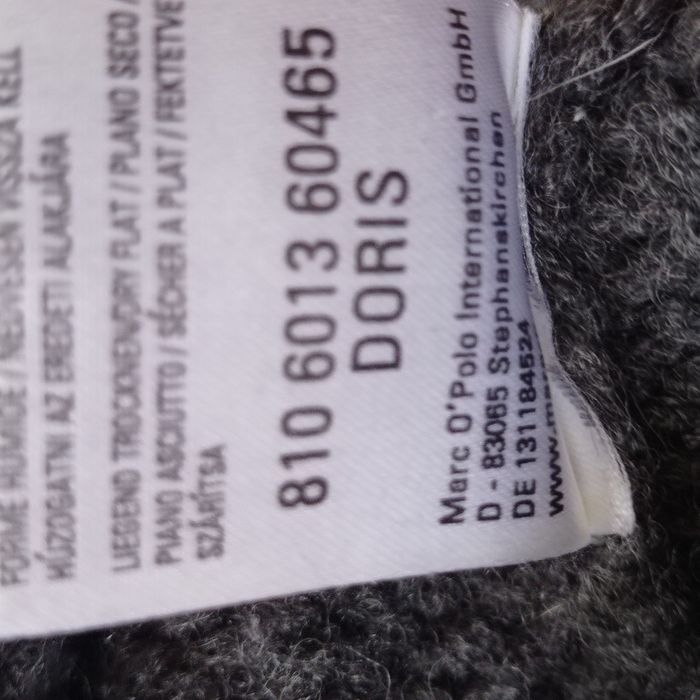 FORME HUMIDE / NEDVESEN VISSZA KELL
HÚZOGATNI AZ EREDETI ALAKJÁRA
LIEGEND TROCKNEN/DRY FLAT / PLANO SECO /
PIANO ASCIUTTO / SÉCHER A PLAT / FEKTETVE
SZÁRÍTSA
810 6013 60465
DORIS
Marc O'Polo International GmbH
D - 83065 Stephanskirchen
DE 131184524